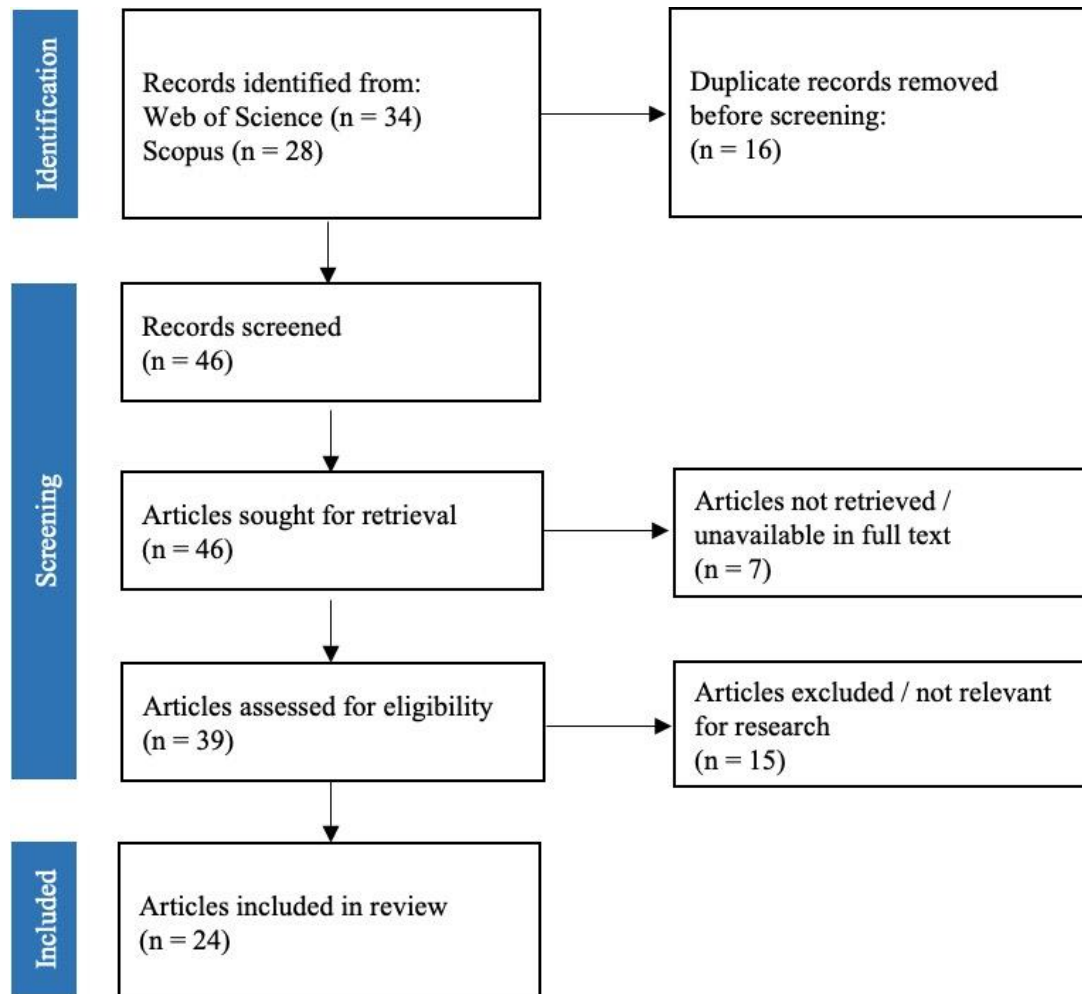 Identification
Records identified from:
Web of Science (n = 34)
Scopus (n = 28)
Duplicate records removed
before screening:
(n = 16)
Screening
Records screened
(n = 46)
Articles sought for retrieval
(n = 46)
Articles not retrieved /
unavailable in full text
(n = 7)
Articles assessed for eligibility
(n = 39)
Articles excluded / not relevant
for research
(n = 15)
Included
Articles included in review
(n = 24)